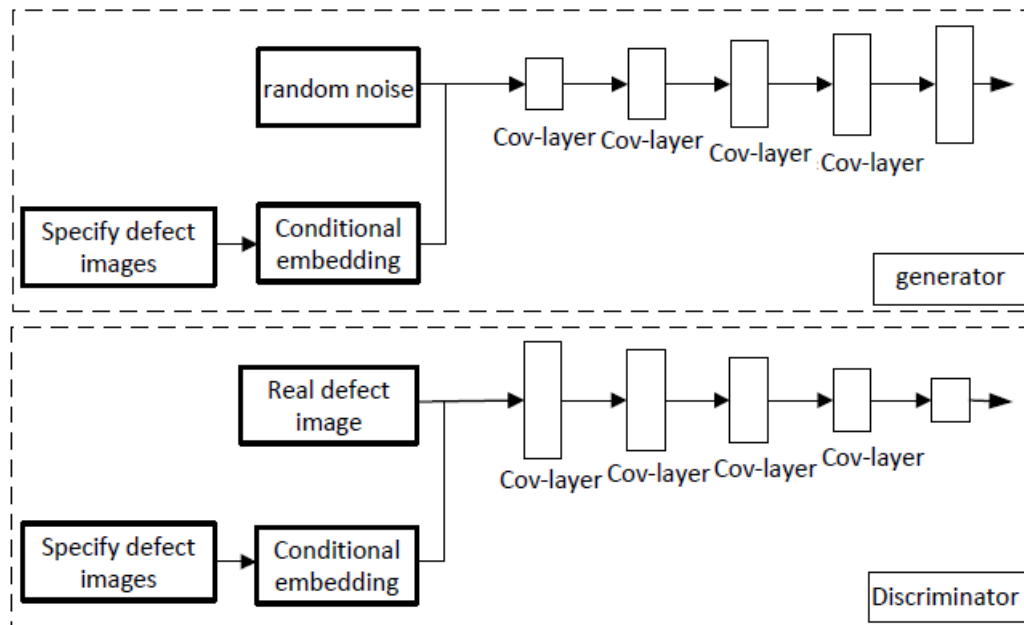 random noise
Cov-layer
Cov-layer
Cov-layer
Cov-layer
Specify defect
images
Conditional
embedding
generator
Real defect
image
Cov-layer
Cov-layer
Cov-layer
Cov-layer
Specify defect
images
Conditional
embedding
Discriminator